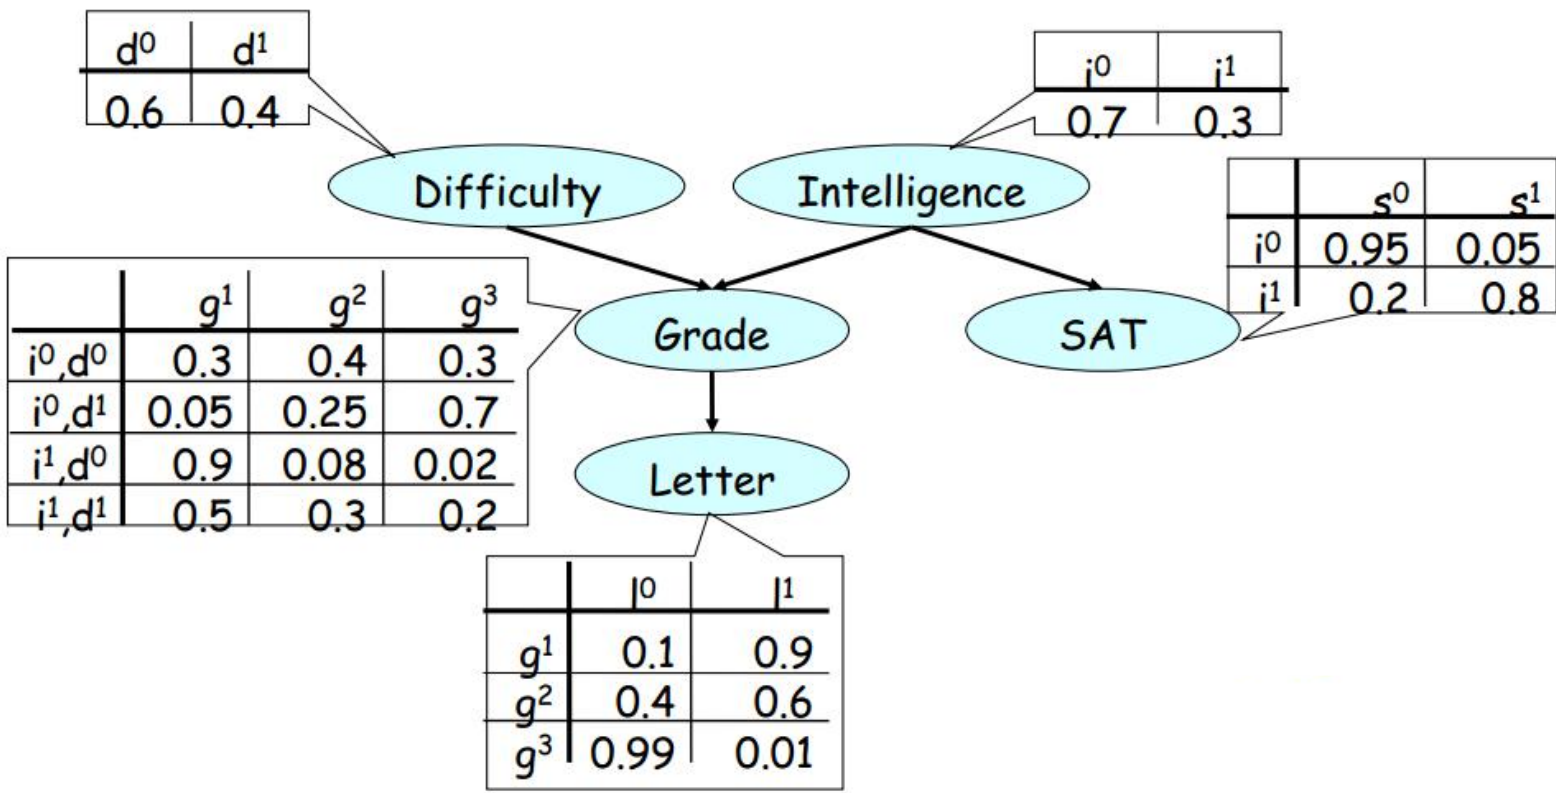 d⁰ d¹
0.6 0.4
i⁰ i¹
0.7 0.3
Difficulty
Intelligence
s⁰ s¹
i⁰ 0.95 0.05
i¹ 0.2 0.8
g¹ g² g³
i⁰,d⁰ 0.3 0.4 0.3
i⁰,d¹ 0.05 0.25 0.7
i¹,d⁰ 0.9 0.08 0.02
i¹,d¹ 0.5 0.3 0.2
Grade
SAT
Letter
l⁰ l¹
g¹ 0.1 0.9
g² 0.4 0.6
g³ 0.99 0.01